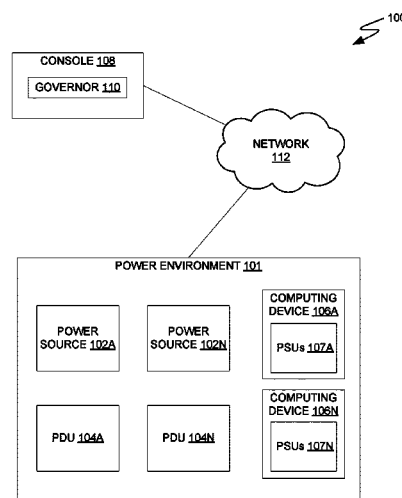 100
CONSOLE 108
GOVERNOR 110
NETWORK
112
POWER ENVIRONMENT 101
POWER
SOURCE 102A
POWER
SOURCE 102N
COMPUTING
DEVICE 106A
PSUs 107A
PDU 104A
PDU 104N
COMPUTING
DEVICE 106N
PSUs 107N